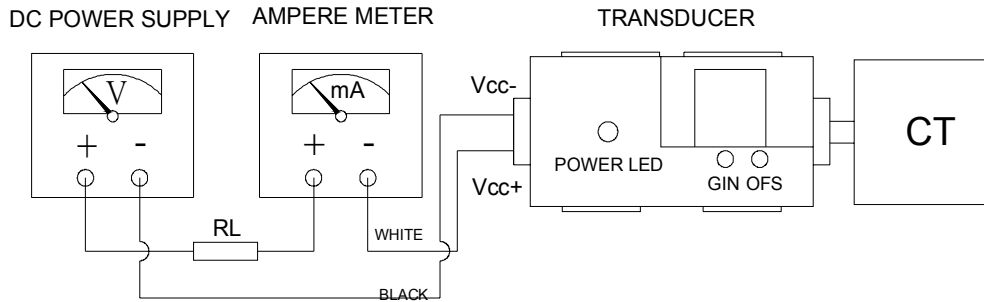 DC POWER SUPPLY
AMPERE METER
TRANSDUCER
V
mA
+ -
+ -
Vcc-
Vcc+
POWER LED
GIN OFS
CT
RL
WHITE
BLACK